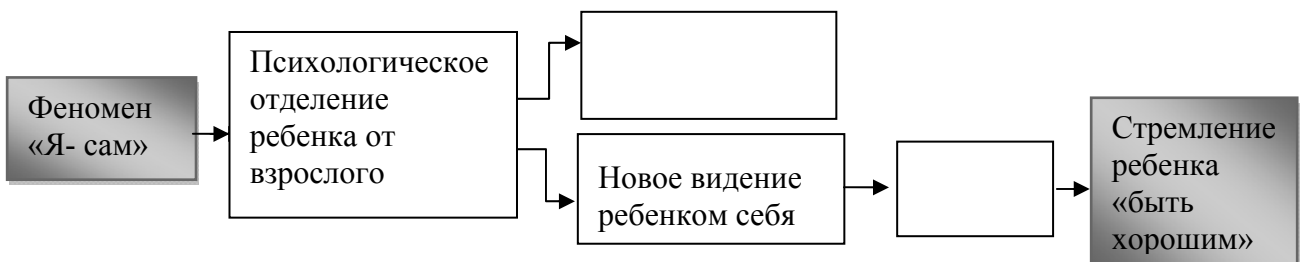 Феномен
«Я- сам»
Психологическое
отделение
ребенка от
взрослого
Новое видение
ребенком себя
Стремление
ребенка
«быть
хорошим»